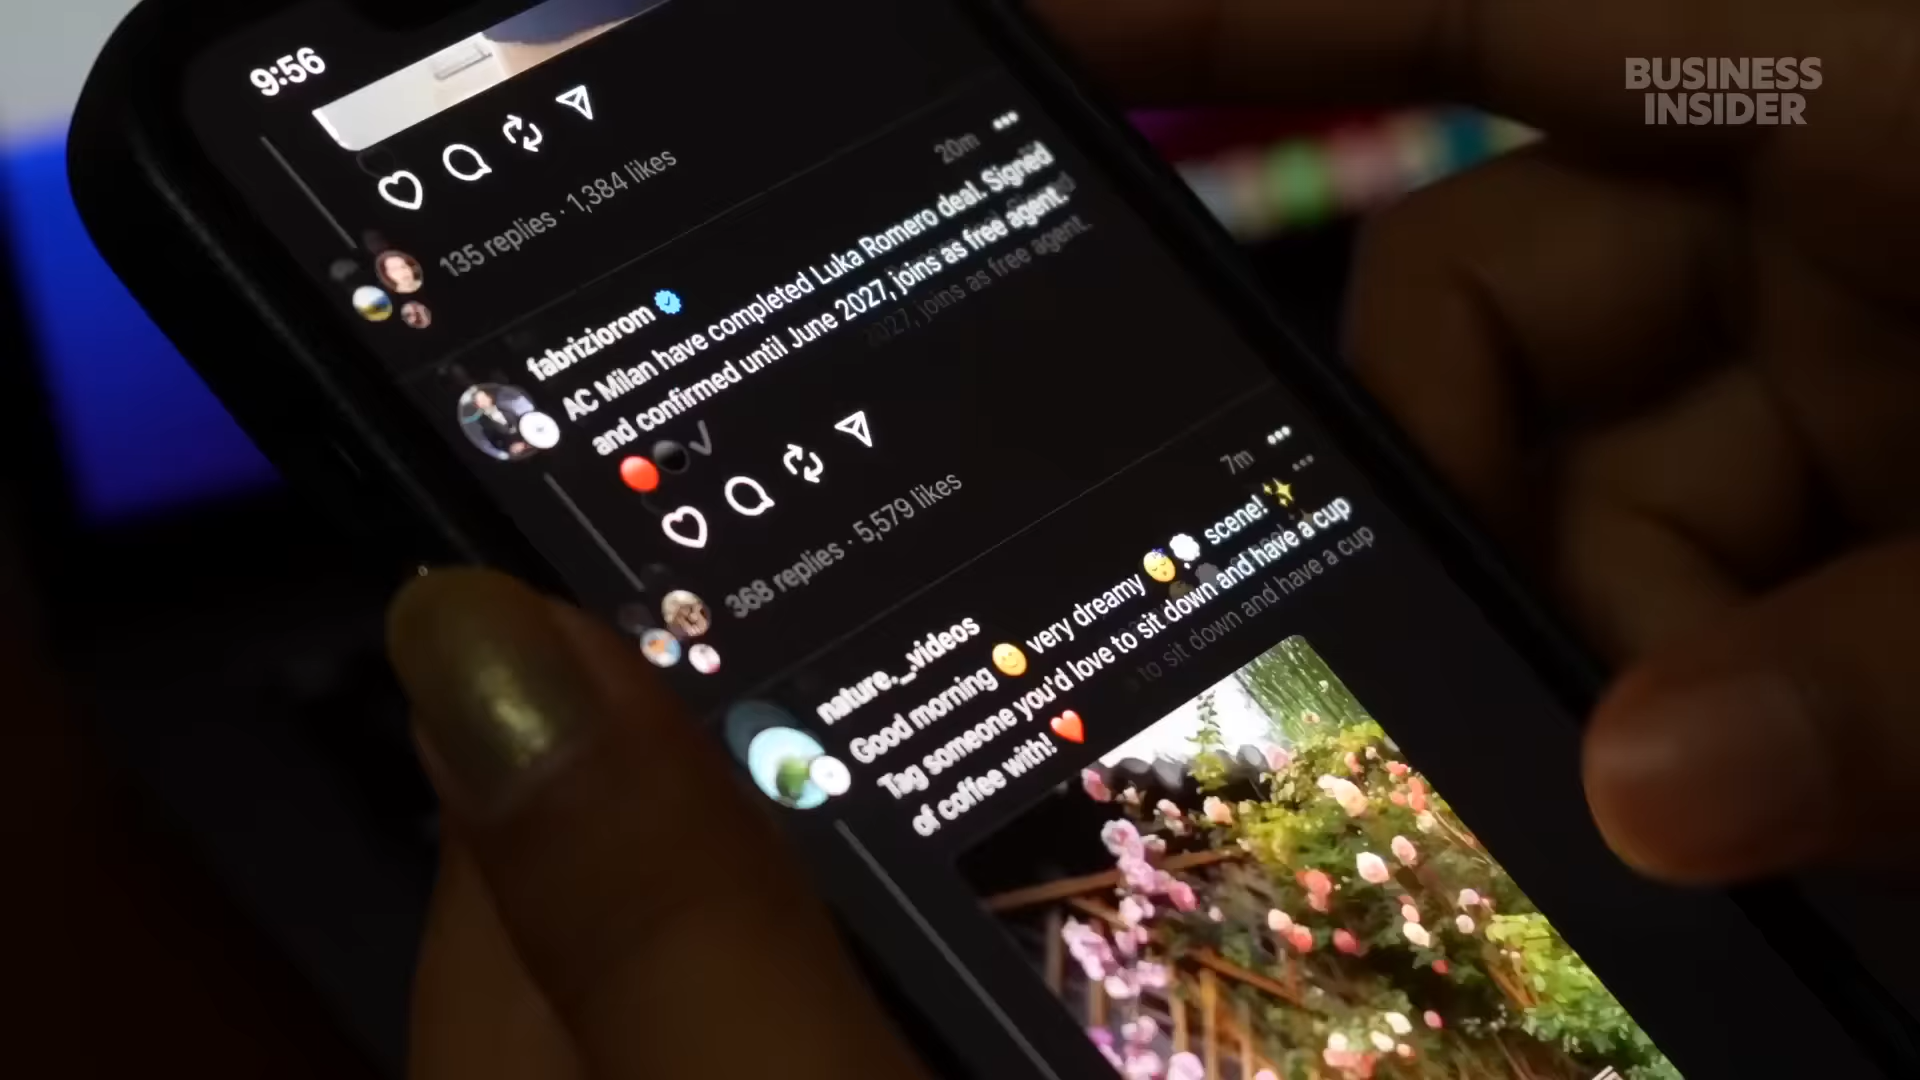 9:56
BUSINESS
INSIDER
135 replies · 1,384 likes
20m
fabriziorom
AC Milan have completed Luka Romero deal. Signed
and confirmed until June 2027, joins as free agent.
368 replies · 5,579 likes
7m
nature._.videos
Good morning 😊 very dreamy 😴💭 scene! ✨
Tag someone you'd love to sit down and have a cup
of coffee with! ❤️